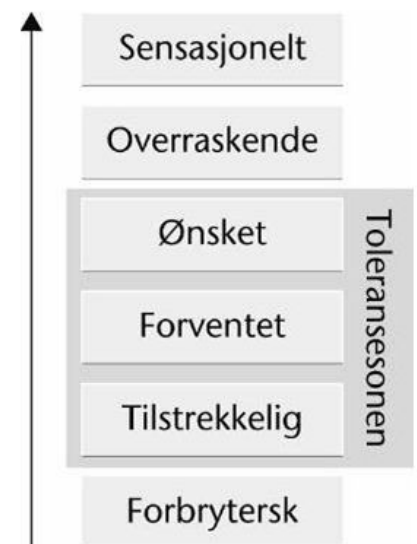 Sensasjonelt
Overraskende
Ønsket
Forventet
Tilstrekkelig
Toleransesonen
Forbrytersk